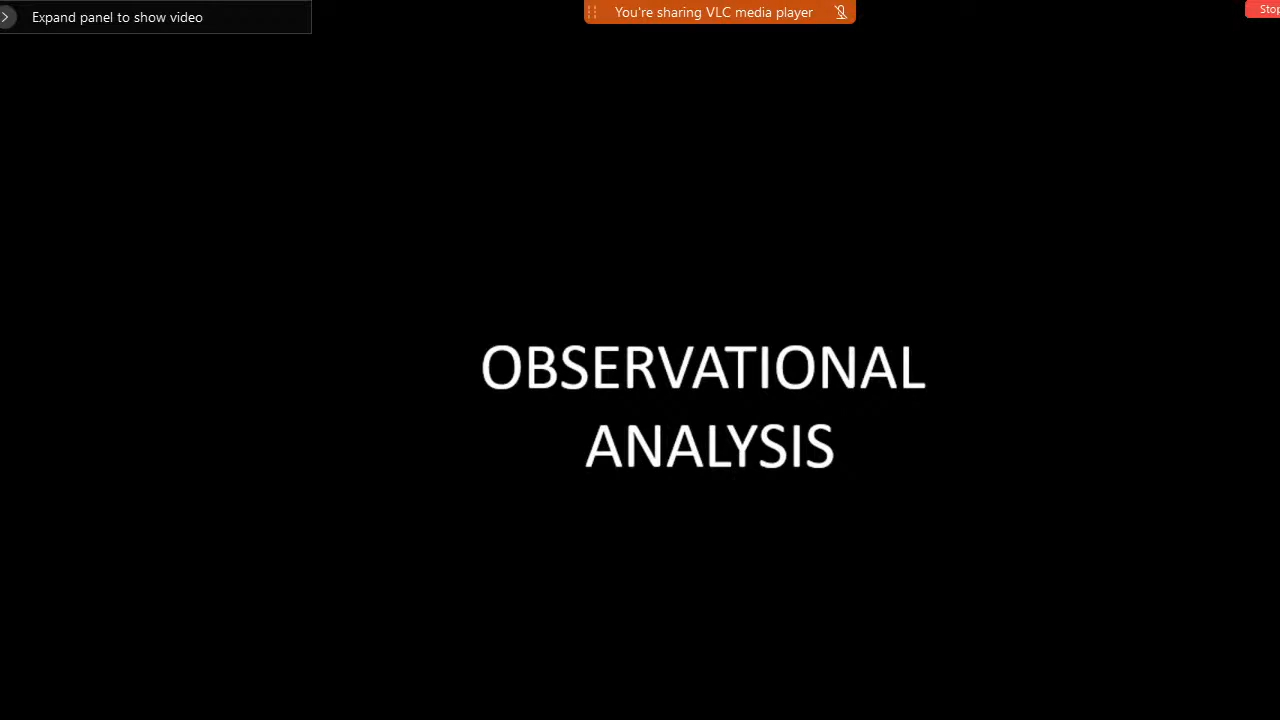 Expand panel to show video
You're sharing VLC media player
Stop
OBSERVATIONAL
ANALYSIS